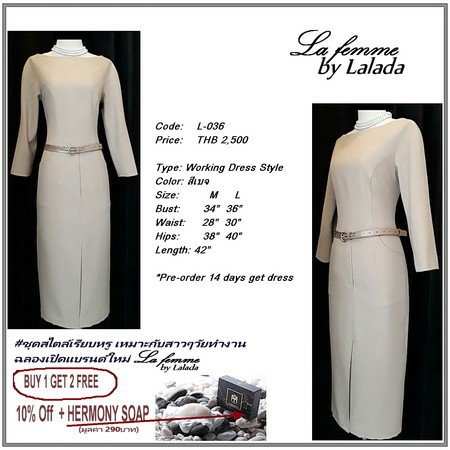 La femme
by Lalada
Code: L-036
Price: THB 2,500
Type: Working Dress Style
Color: สีเบจ
Size: M L
Bust: 34" 36"
Waist: 28" 30"
Hips: 38" 40"
Length: 42"
*Pre-order 14 days get dress
#ชุดสไตล์เรียบหรู เหมาะกับสาวๆวัยทำงาน
ฉลองเปิดแบรนด์ใหม่ La femme
by Lalada
BUY 1 GET 2 FREE
10% Off + HERMONY SOAP
(มูลค่า 290บาท)